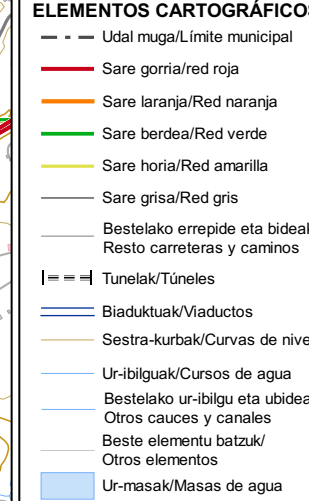 ELEMENTOS CARTOGRÁFICOS
Udal muga/Límite municipal
Sare gorria/red roja
Sare laranja/Red naranja
Sare berdea/Red verde
Sare horia/Red amarilla
Sare grisa/Red gris
Bestelako errepide eta bideak
Resto carreteras y caminos
Tunelak/Túneles
Biaduktuak/Viaductos
Sestra-kurbak/Curvas de nive
Ur-ibilguak/Cursos de agua
Bestelako ur-ibilgu eta ubidea
Otros cauces y canales
Beste elementu batzuk/
Otros elementos
Ur-masak/Masas de agua